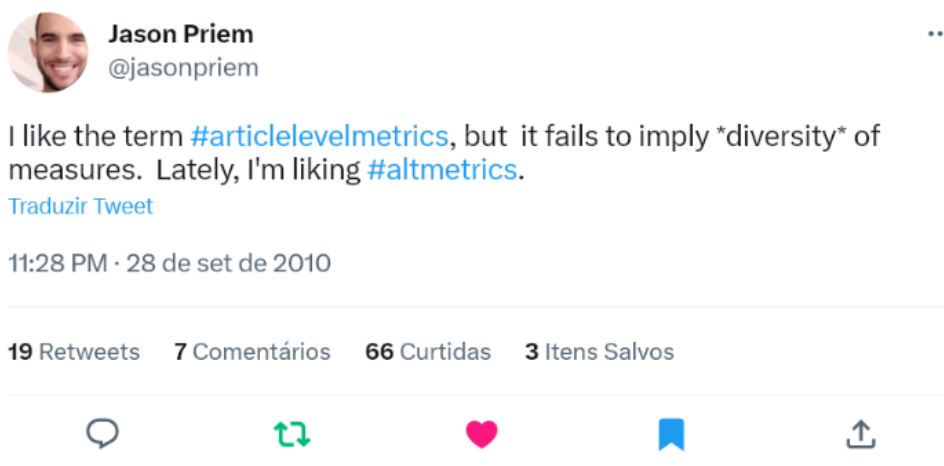 Jason Priem
@jasonpriem
I like the term #articlelevelmetrics, but  it fails to imply *diversity* of
measures.  Lately, I'm liking #altmetrics.
Traduzir Tweet
11:28 PM · 28 de set de 2010
19 Retweets 7 Comentários 66 Curtidas 3 Itens Salvos